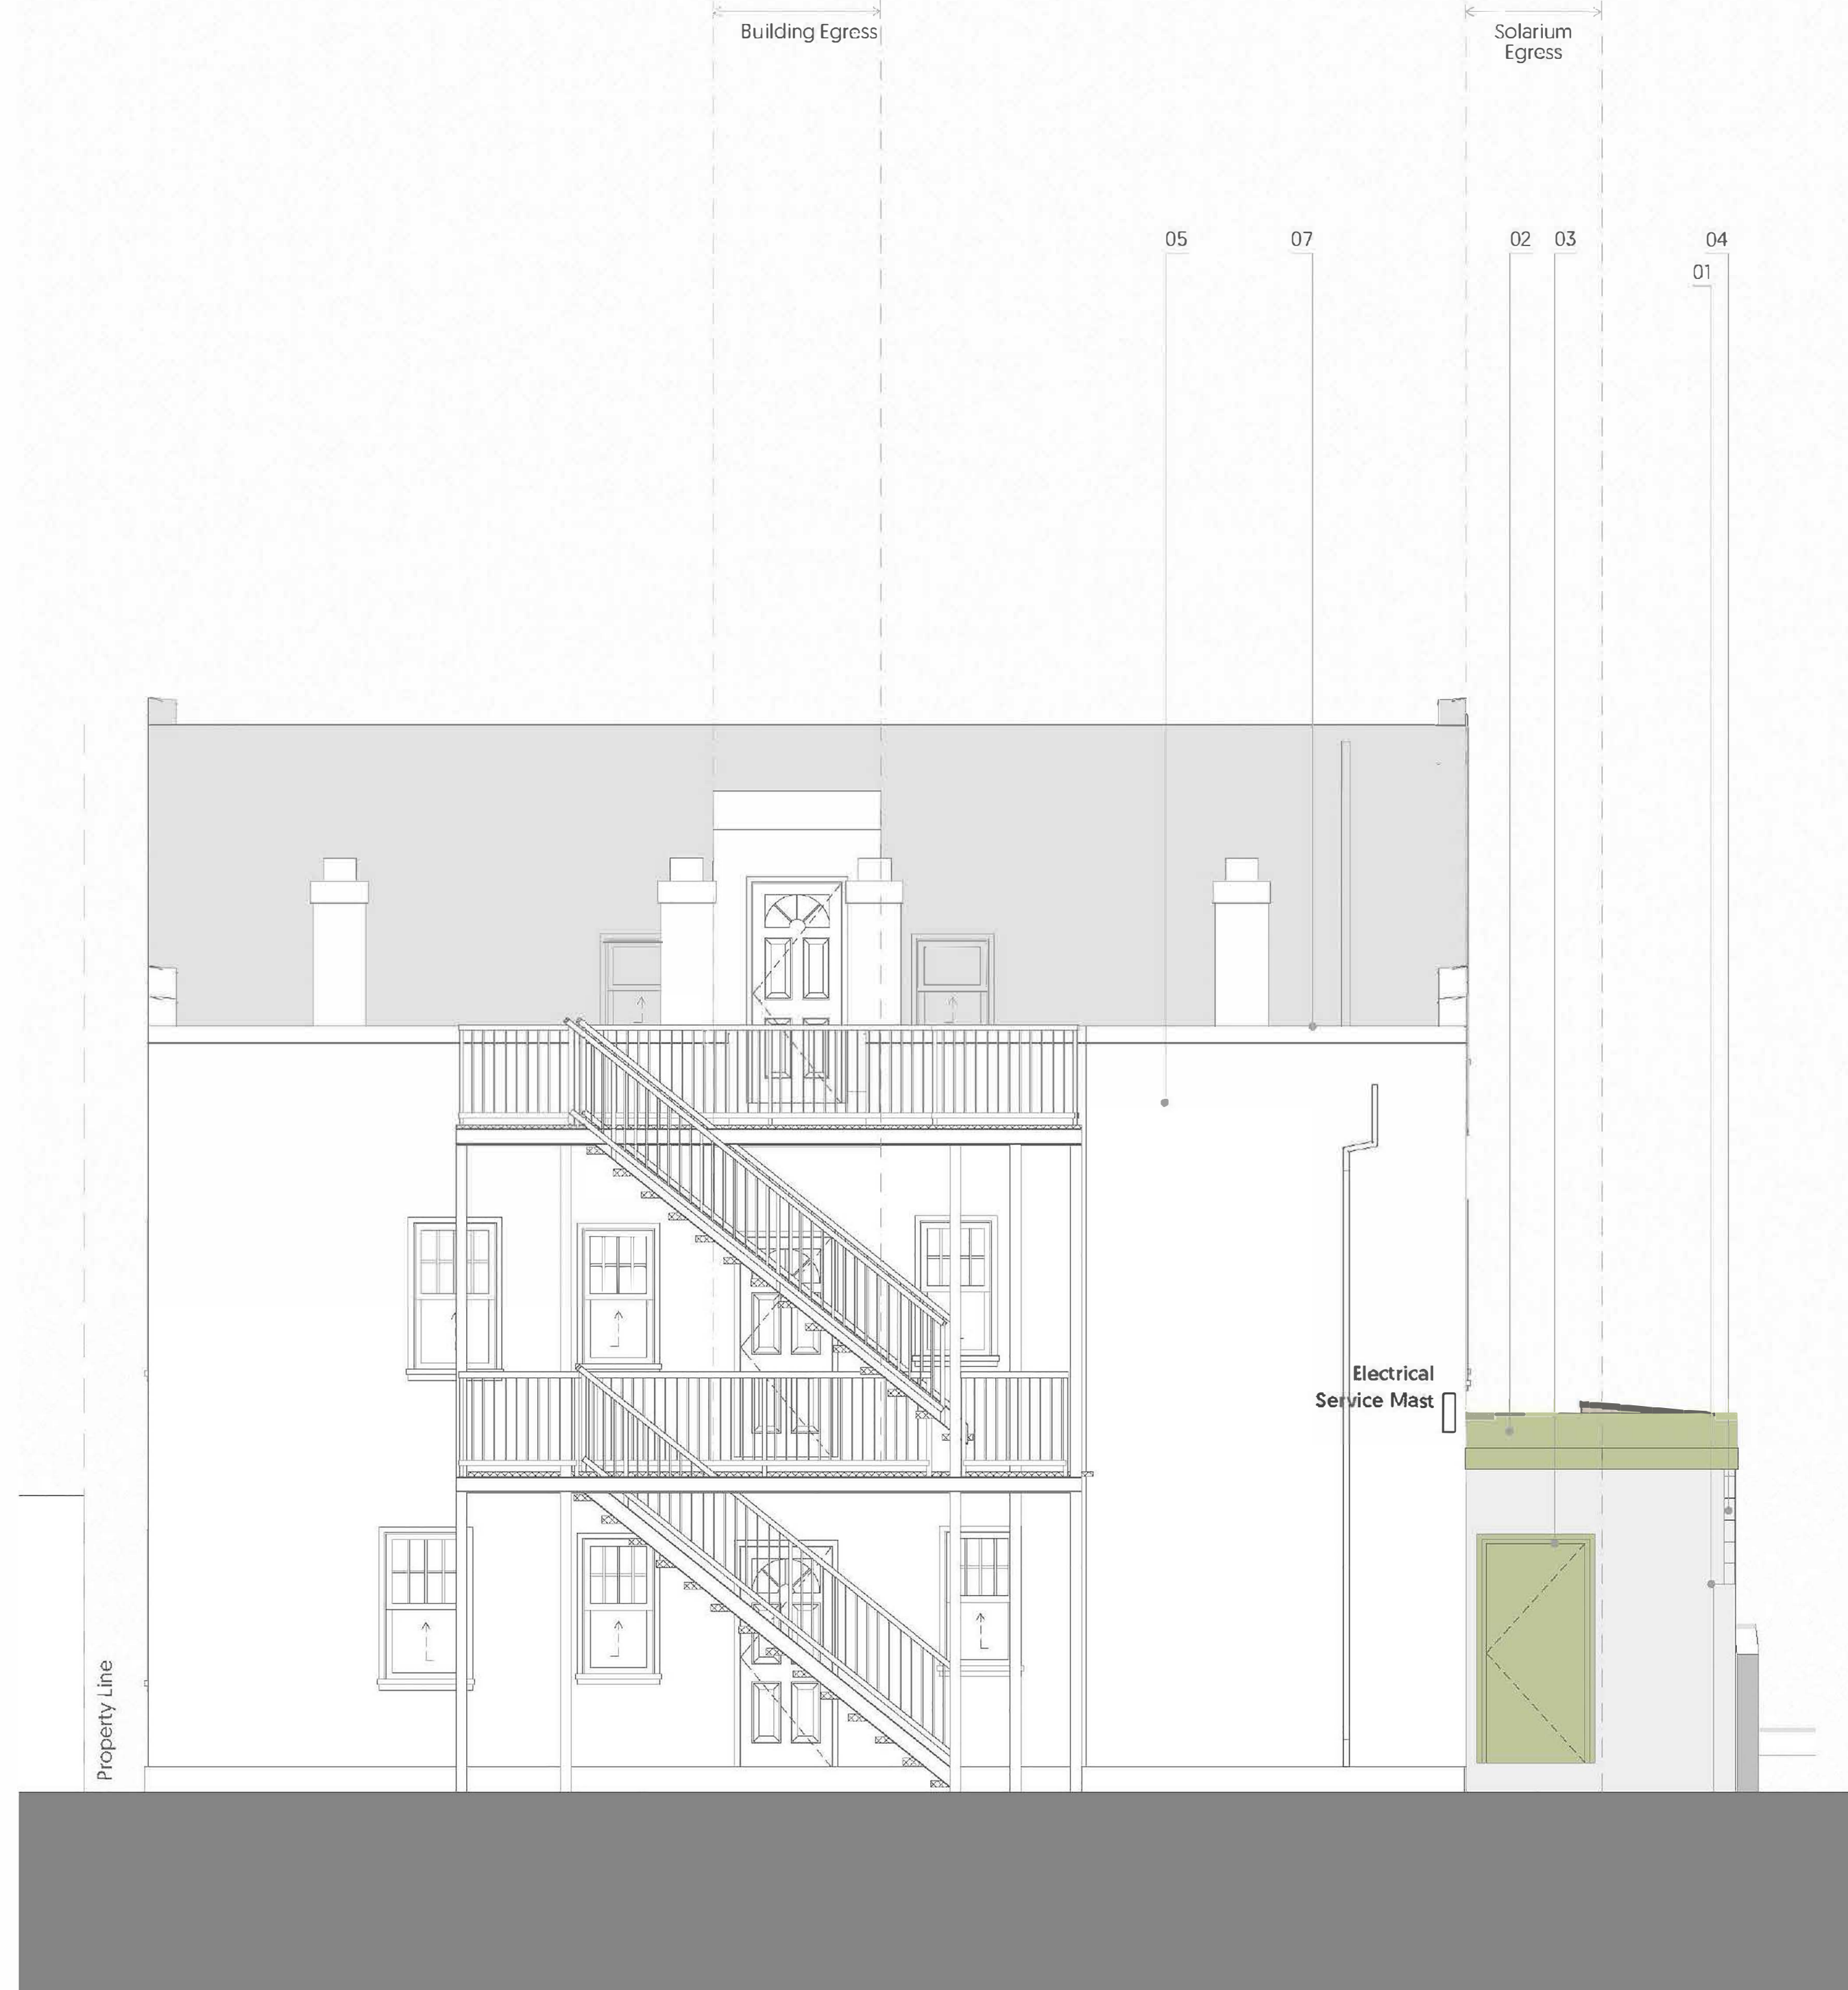 Building Egress
Solarium
Egress
05
07
02
03
04
01
Electrical
Service Mast
Property Line